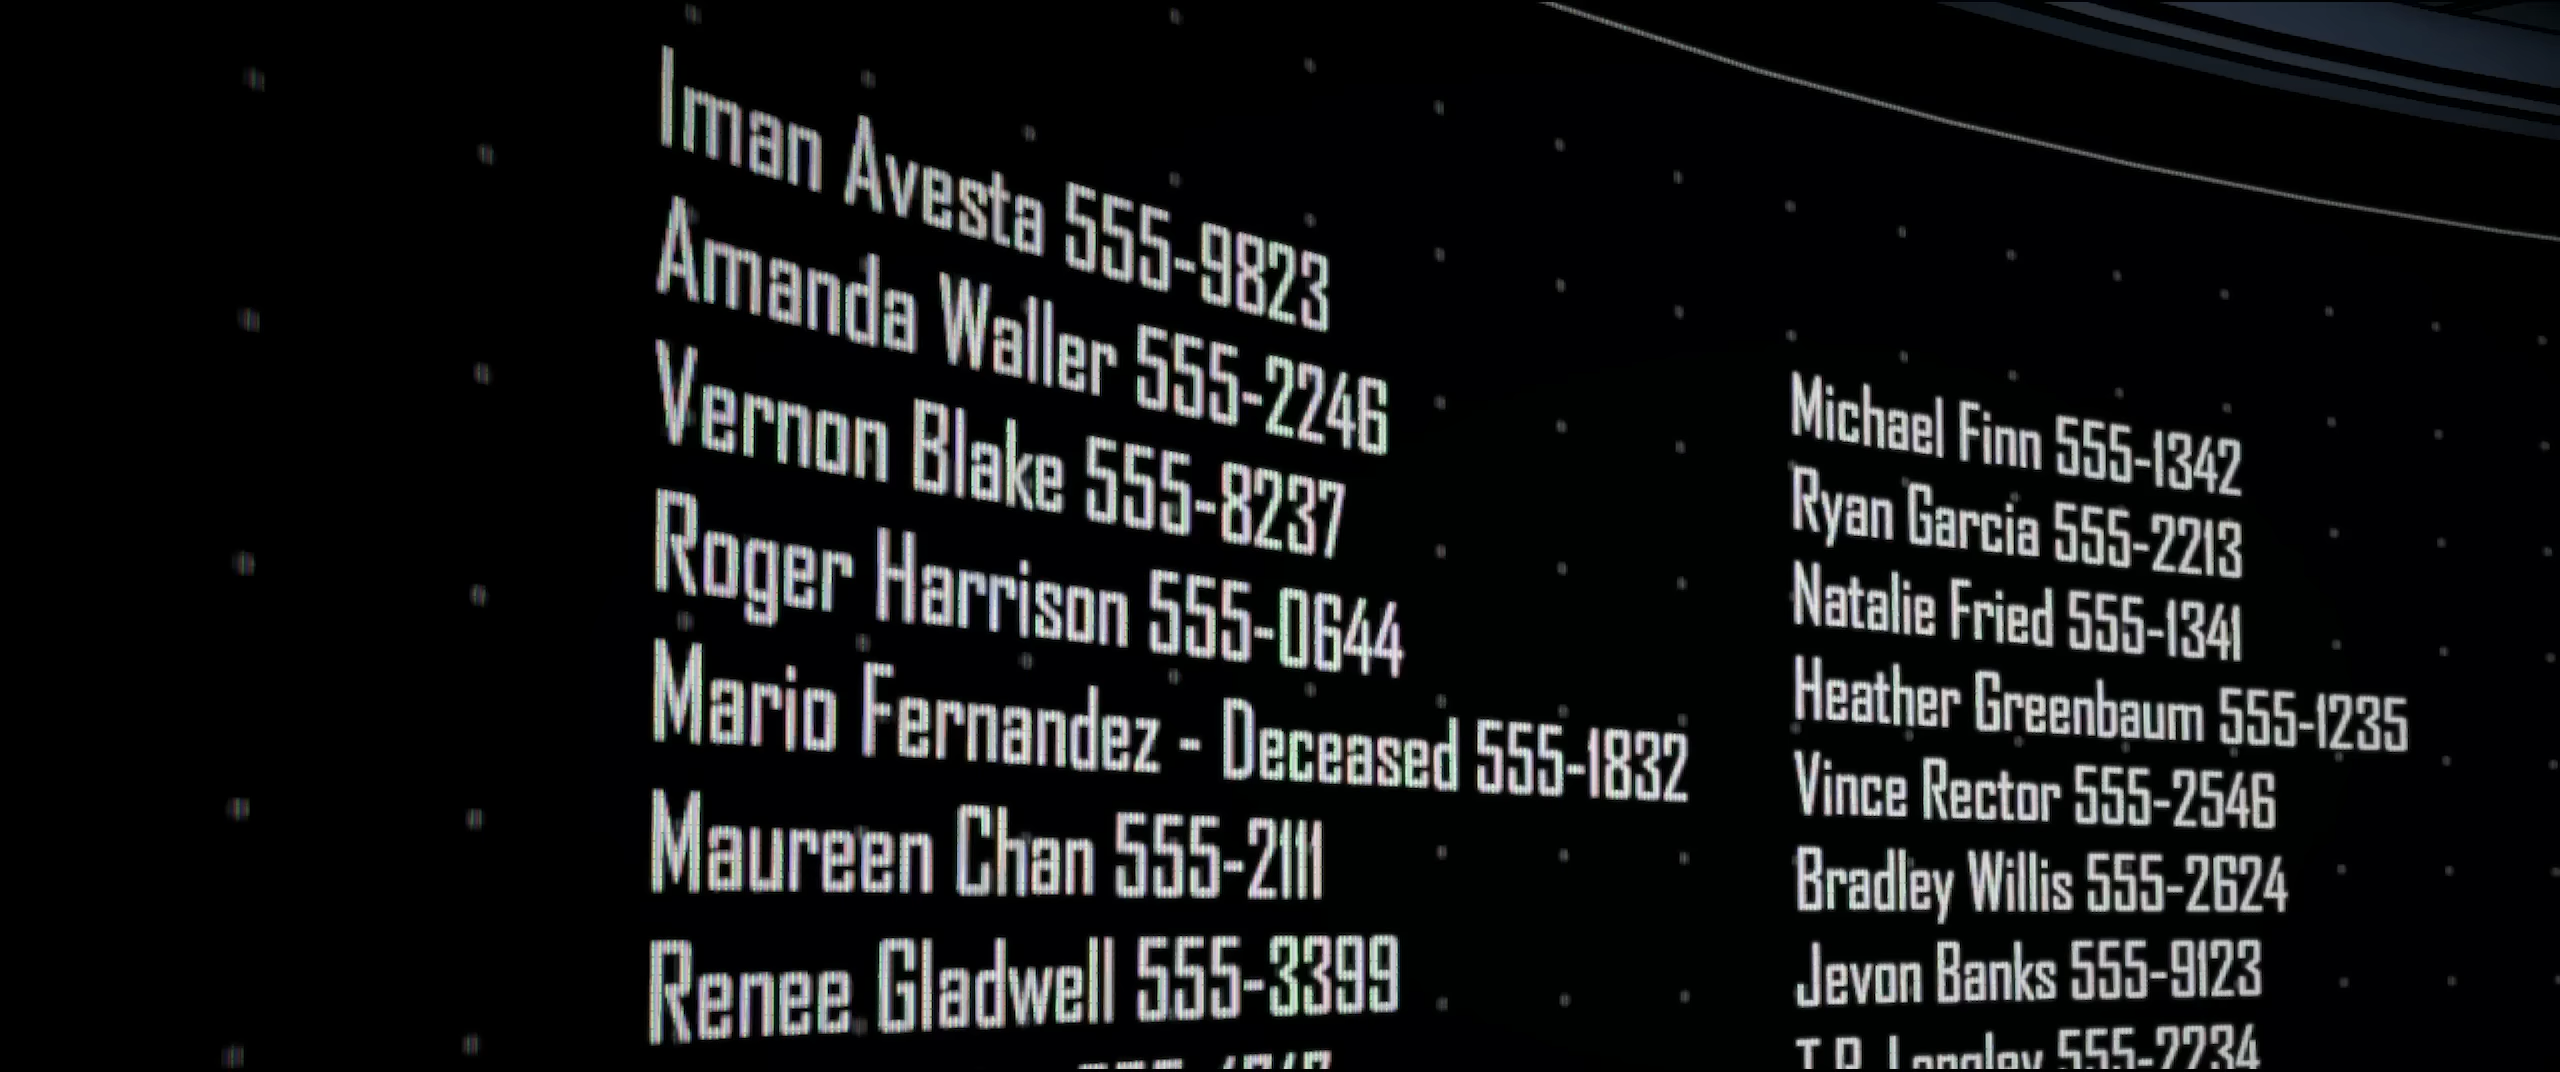 Iman Avesta 555-9823
Amanda Waller 555-2246
Vernon Blake 555-8237
Roger Harrison 555-0644
Mario Fernandez - Deceased 555-1832
Maureen Chan 555-2111
Renee Gladwell 555-3399
Michael Finn 555-1342
Ryan Garcia 555-2213
Natalie Fried 555-1341
Heather Greenbaum 555-1235
Vince Rector 555-2546
Bradley Willis 555-2624
Jevon Banks 555-9123
Langley 555-2234